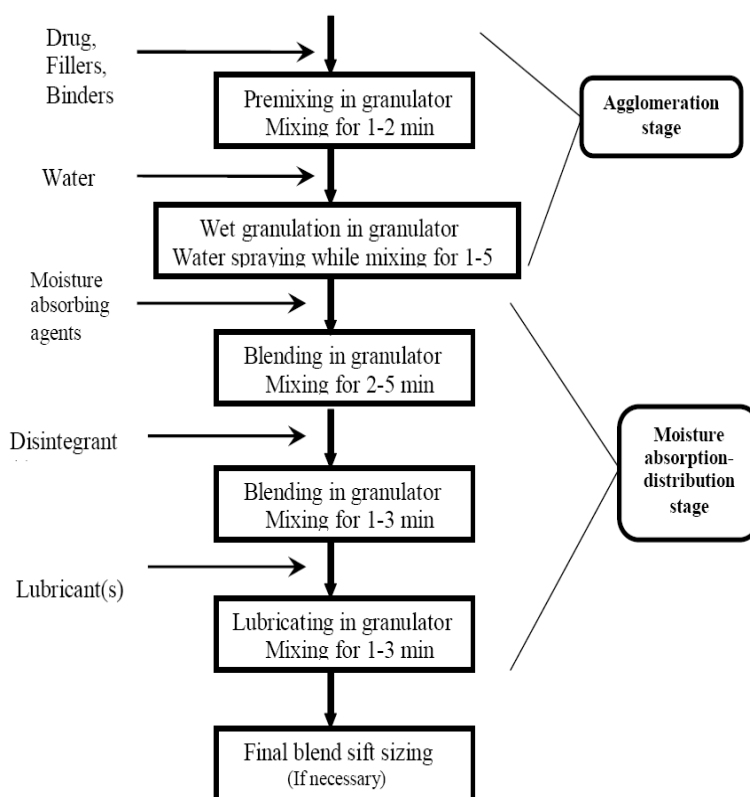 Drug,
Fillers,
Binders
Premixing in granulator
Mixing for 1-2 min
Agglomeration
stage
Water
Wet granulation in granulator
Water spraying while mixing for 1-5
Moisture
absorbing
agents
Blending in granulator
Mixing for 2-5 min
Disintegrant
Moisture
absorption-
distribution
stage
Blending in granulator
Mixing for 1-3 min
Lubricant(s)
Lubricating in granulator
Mixing for 1-3 min
Final blend sift sizing
(If necessary)